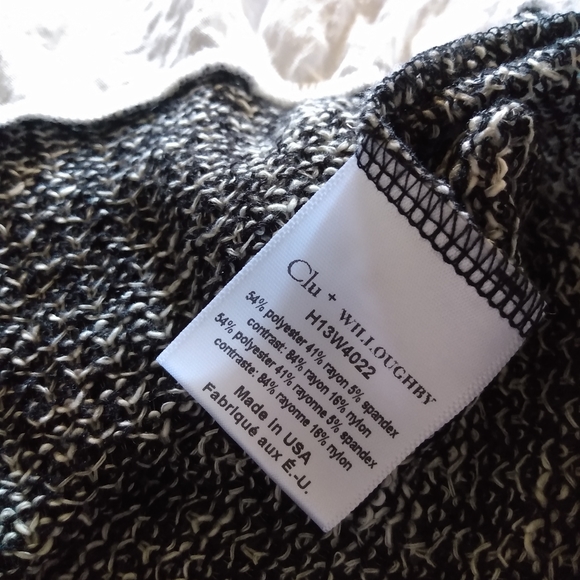 Clu + WILLOUGHBY
H13W4022
54% polyester 41% rayon 5% spandex
contrast: 84% rayon 16% nylon
54% polyester 41% rayonne 5% spandex
contraste: 84% rayonne 16% nylon
Made in USA
Fabriqué aux É.-U.